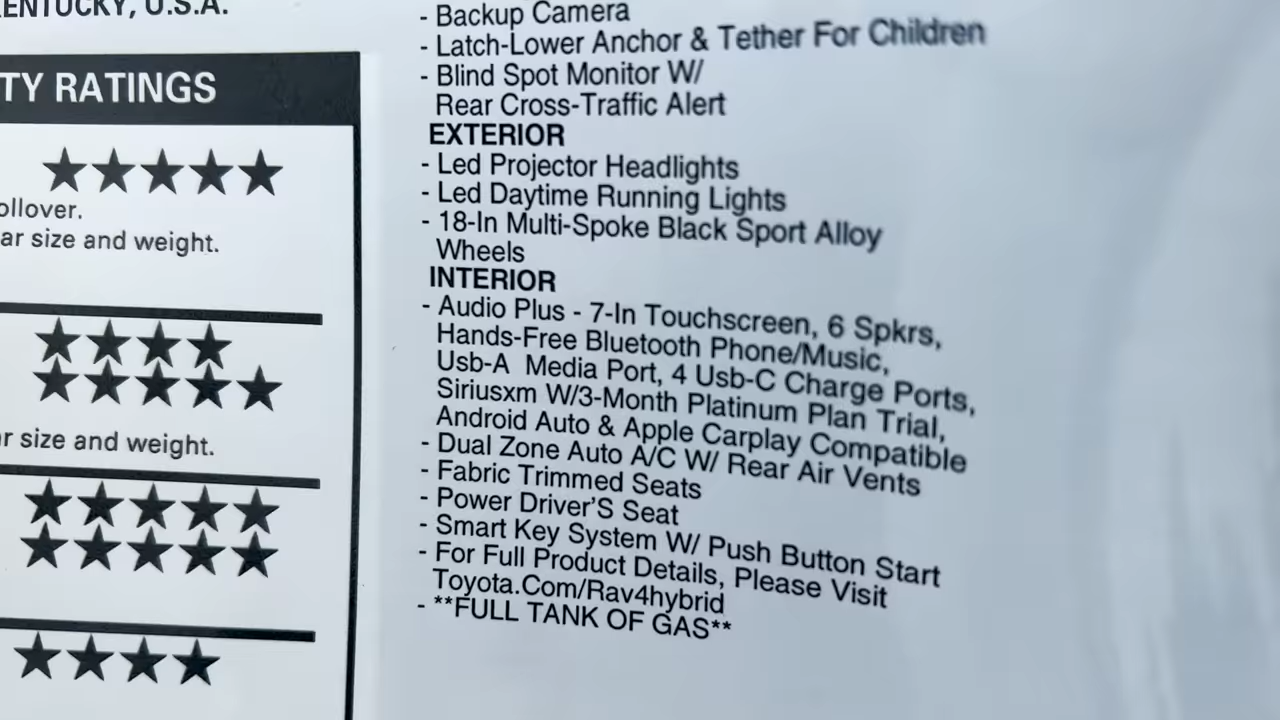 KENTUCKY, U.S.A.
TY RATINGS
ollover.
ar size and weight.
r size and weight.
- Backup Camera
- Latch-Lower Anchor & Tether For Children
- Blind Spot Monitor W/
Rear Cross-Traffic Alert
EXTERIOR
- Led Projector Headlights
- Led Daytime Running Lights
- 18-In Multi-Spoke Black Sport Alloy
Wheels
INTERIOR
- Audio Plus - 7-In Touchscreen, 6 Spkrs,
Hands-Free Bluetooth Phone/Music,
Usb-A Media Port, 4 Usb-C Charge Ports,
Siriusxm W/3-Month Platinum Plan Trial,
Android Auto & Apple Carplay Compatible
- Dual Zone Auto A/C W/ Rear Air Vents
- Fabric Trimmed Seats
- Power Driver'S Seat
- Smart Key System W/ Push Button Start
- For Full Product Details, Please Visit
Toyota.Com/Rav4hybrid
- **FULL TANK OF GAS**